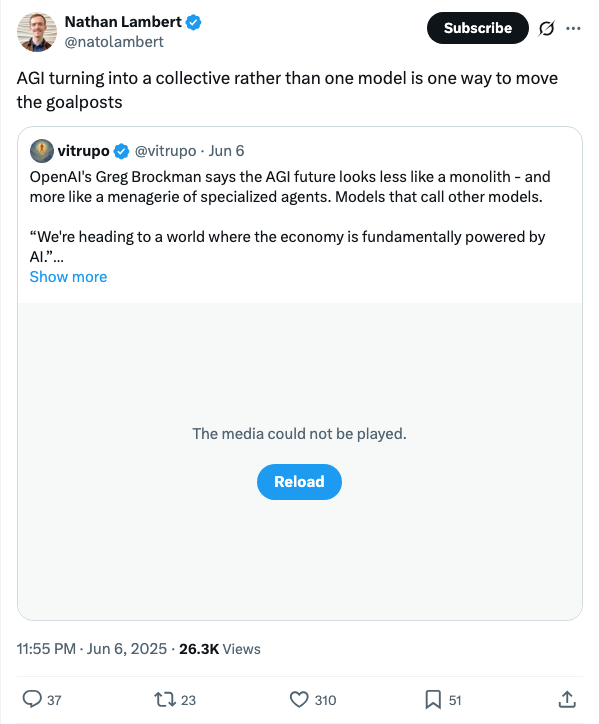 Nathan Lambert
@natolambert
Subscribe
AGI turning into a collective rather than one model is one way to move
the goalposts
vitrupo @vitrupo · Jun 6
OpenAI's Greg Brockman says the AGI future looks less like a monolith - and
more like a menagerie of specialized agents. Models that call other models.
“We're heading to a world where the economy is fundamentally powered by
AI.”...
Show more
The media could not be played.
Reload
11:55 PM · Jun 6, 2025 · 26.3K Views
37 23 310 51